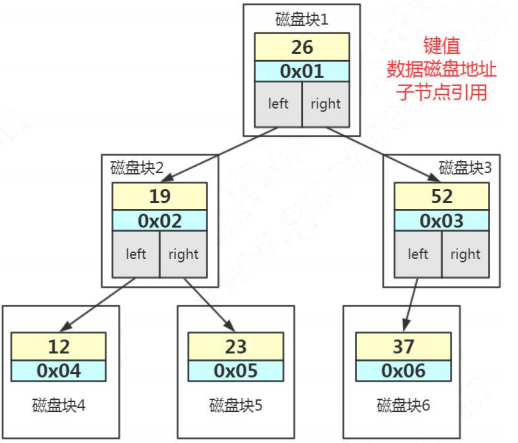 磁盘块1
26
0x01
left right
键值
数据磁盘地址
子节点引用
磁盘块2
19
0x02
left right
磁盘块3
52
0x03
left right
12
0x04
磁盘块4
23
0x05
磁盘块5
37
0x06
磁盘块6